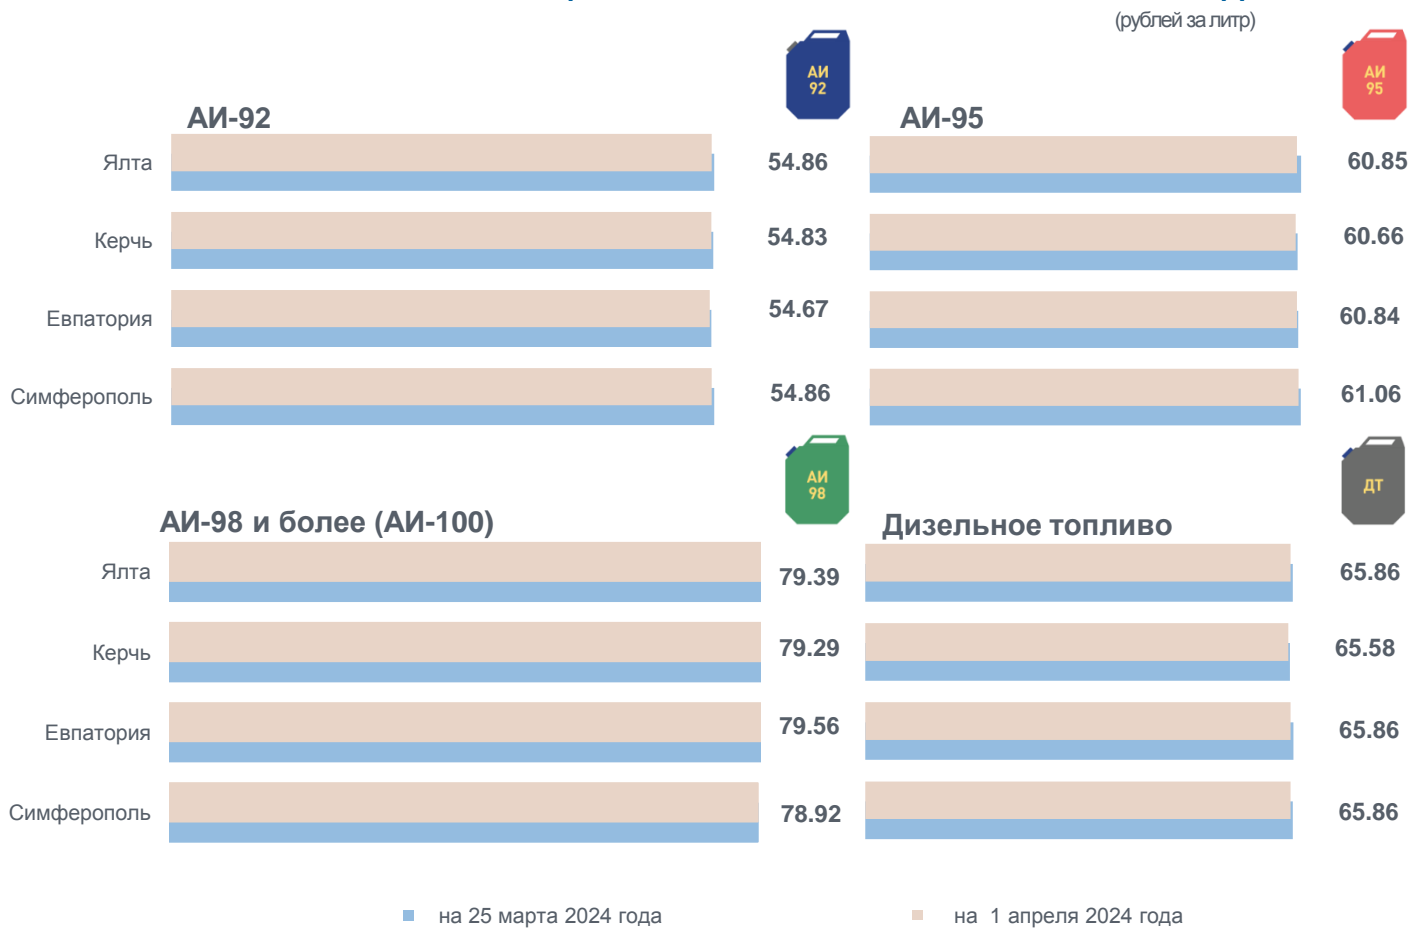 (рублей за литр)
АИ
92
АИ
95
АИ-92
АИ-95
Ялта
54.86
60.85
Керчь
54.83
60.66
Евпатория
54.67
60.84
Симферополь
54.86
61.06
АИ
98
ДТ
АИ-98 и более (АИ-100)
Дизельное топливо
Ялта
79.39
65.86
Керчь
79.29
65.58
Евпатория
79.56
65.86
Симферополь
78.92
65.86
на 25 марта 2024 года
на 1 апреля 2024 года